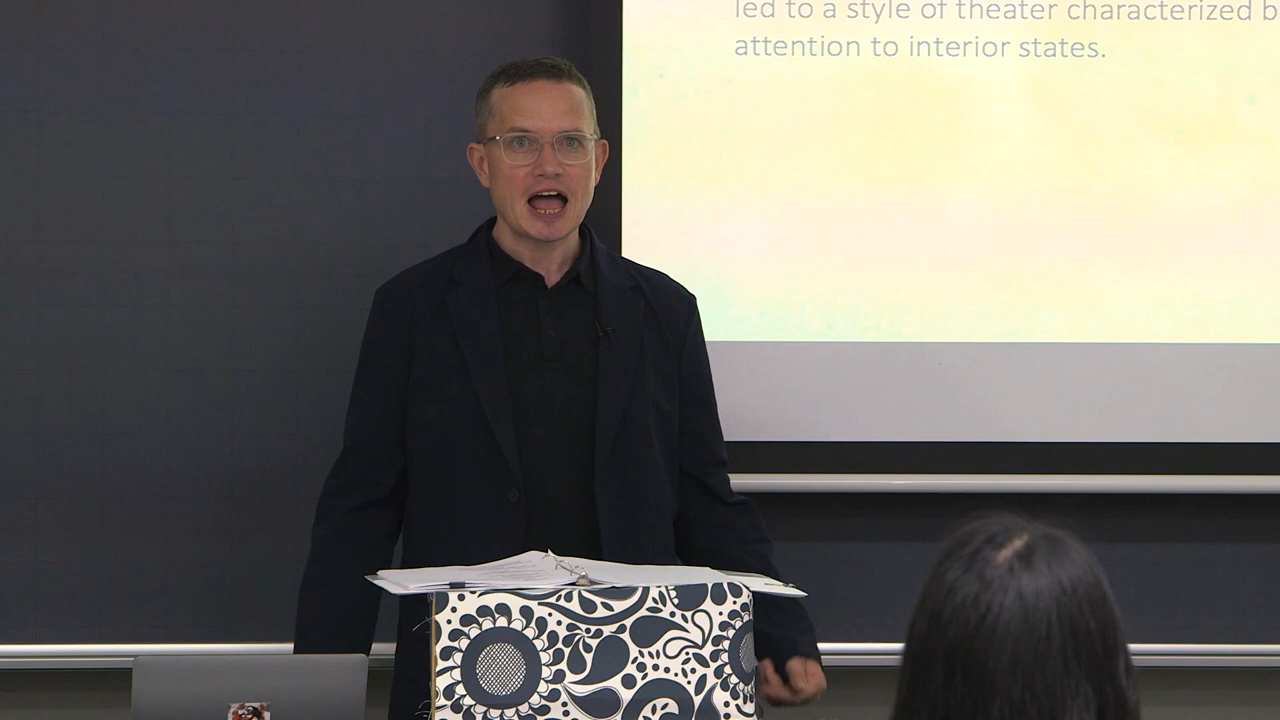 led to a style of theater characterized b
attention to interior states.